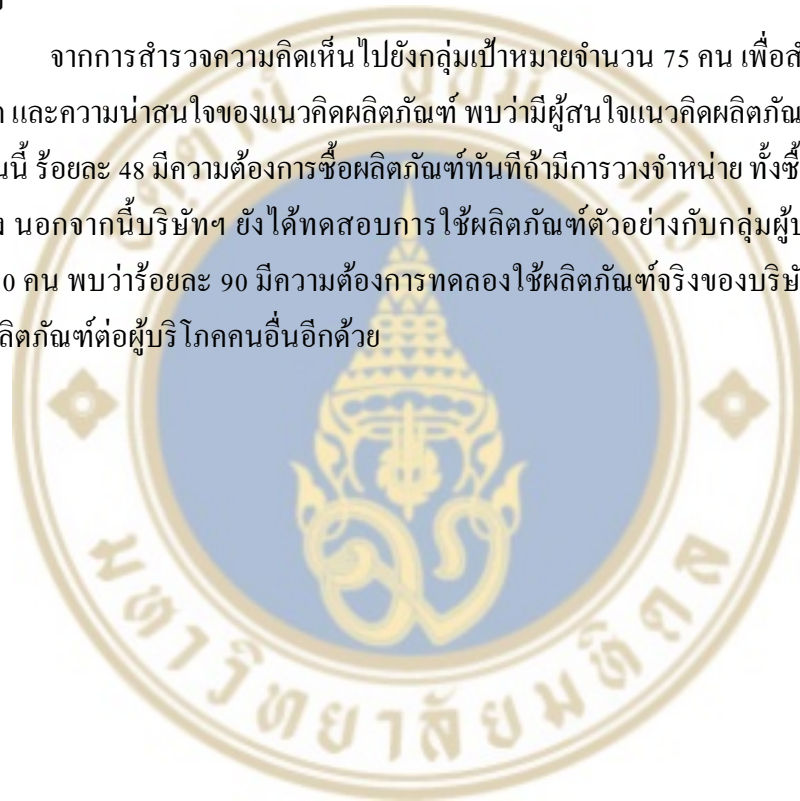 จากการสำรวจความคิดเห็นไปยังกลุ่มเป้าหมายจำนวน 75 คน เพื่อสำ
และความน่าสนใจของแนวคิดผลิตภัณฑ์ พบว่ามีผู้สนใจแนวคิดผลิตภัณ
นนี้ ร้อยละ 48 มีความต้องการซื้อผลิตภัณฑ์ทันทีถ้ามีการวางจำหน่าย ทั้งซื้
นอกจากนี้บริษัทฯ ยังได้ทดสอบการใช้ผลิตภัณฑ์ตัวอย่างกับกลุ่มผู้บ
0 คน พบว่าร้อยละ 90 มีความต้องการทดลองใช้ผลิตภัณฑ์จริงของบริษั
ลิตภัณฑ์ต่อผู้บริโภคคนอื่นอีกด้วย
มหาวิทยาลัยมหิดล